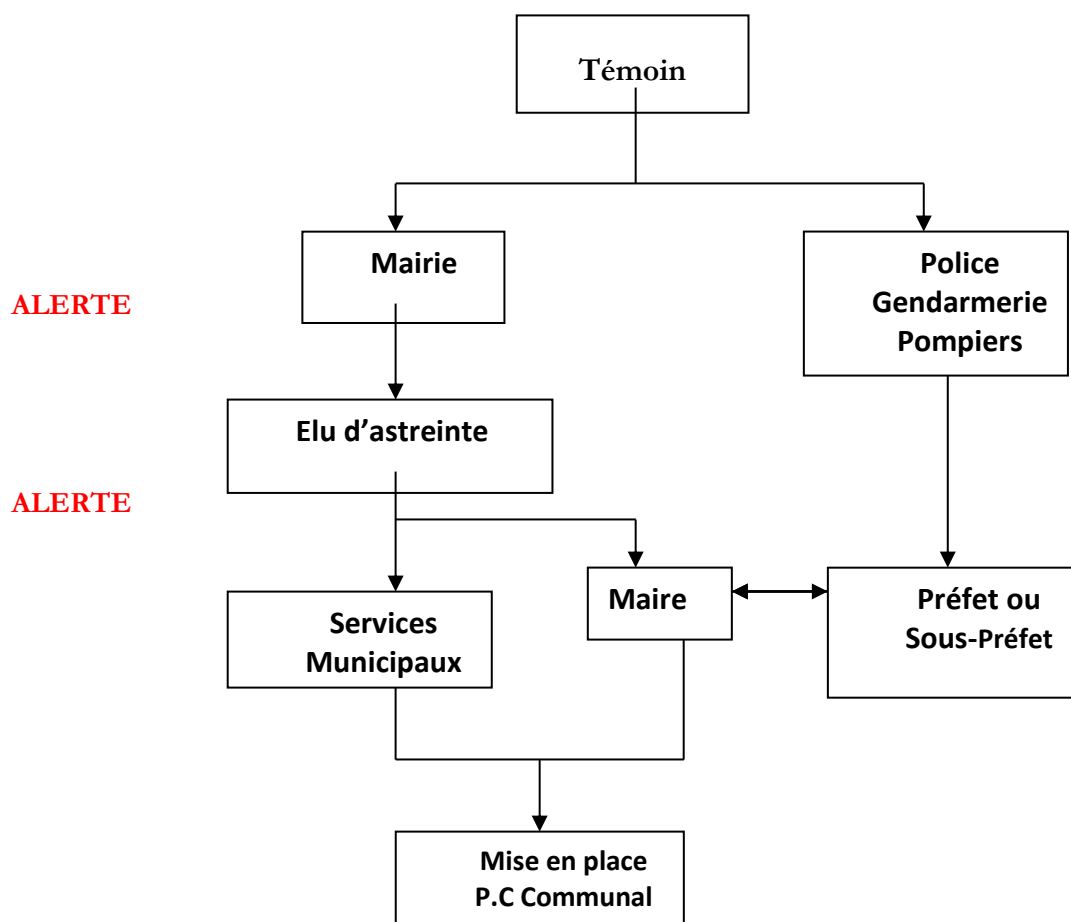 Témoin
Mairie
Police
Gendarmerie
Pompiers
ALERTE
Elu d’astreinte
ALERTE
Services
Municipaux
Maire
Préfet ou
Sous-Préfet
Mise en place
P.C Communal